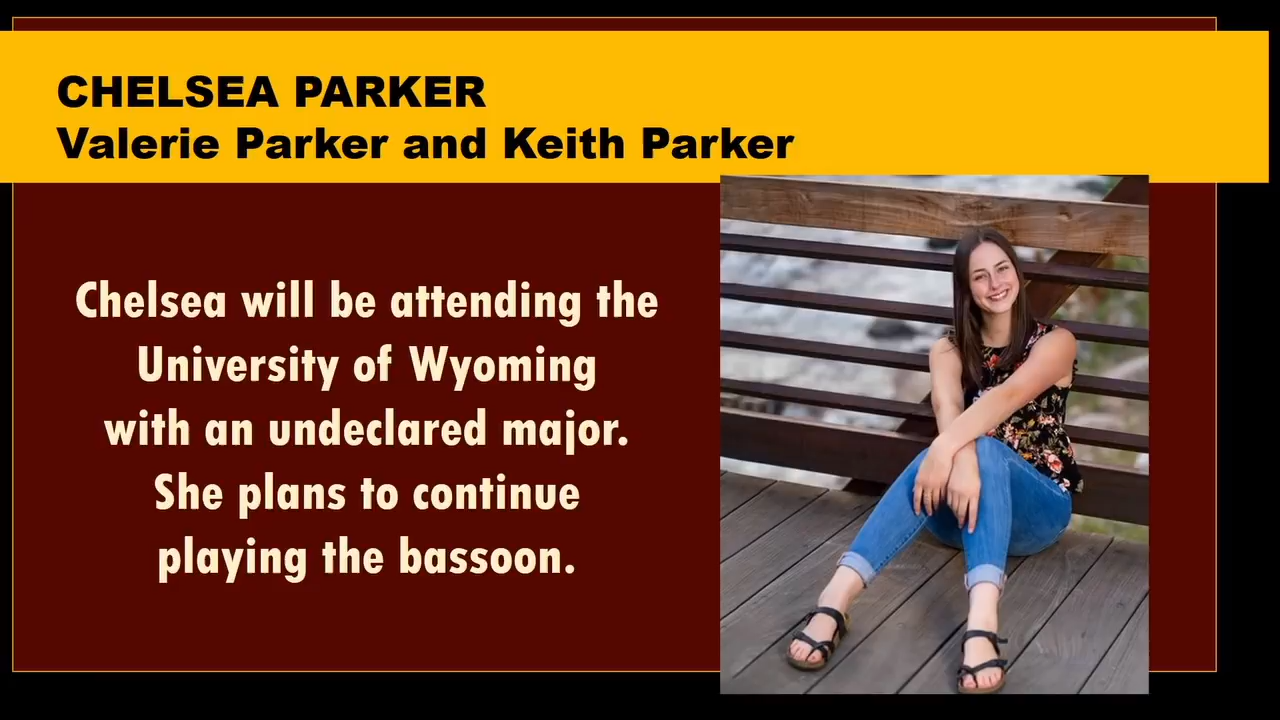 CHELSEA PARKER
Valerie Parker and Keith Parker
Chelsea will be attending the
University of Wyoming
with an undeclared major.
She plans to continue
playing the bassoon.